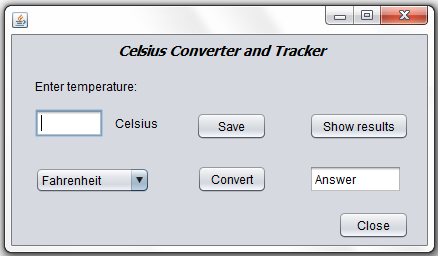 Celsius Converter and Tracker
Enter temperature:
Celsius
Save
Show results
Fahrenheit
Convert
Answer
Close